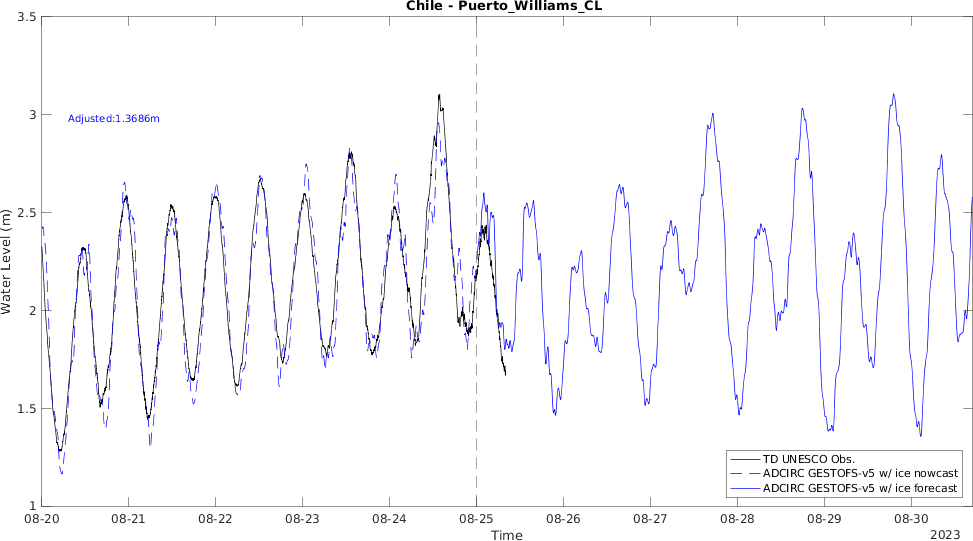 Chile - Puerto_Williams_CL
3.5
3
2.5
2
1.5
1
Water Level (m)
Adjusted:1.3686m
TD UNESCO Obs.
ADCIRC GESTOFS-v5 w/ ice nowcast
ADCIRC GESTOFS-v5 w/ ice forecast
08-20 08-21 08-22 08-23 08-24 08-25 08-26 08-27 08-28 08-29 08-30
Time
2023